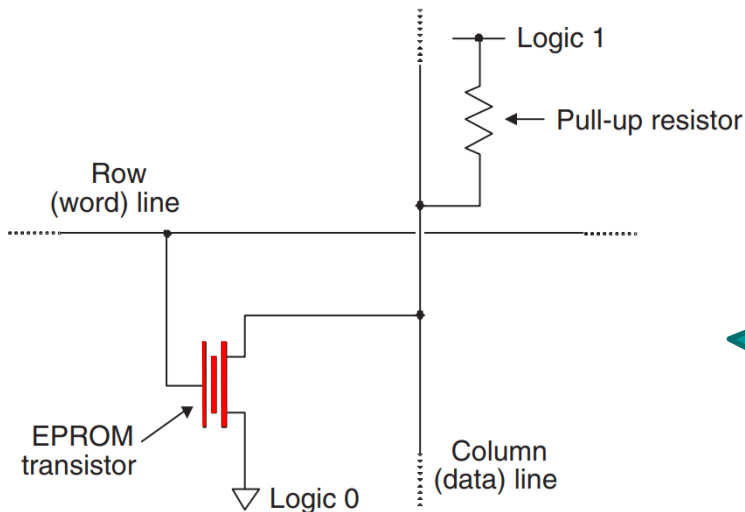 Logic 1
Pull-up resistor
Row
(word) line
EPROM
transistor
Logic 0
Column
(data) line